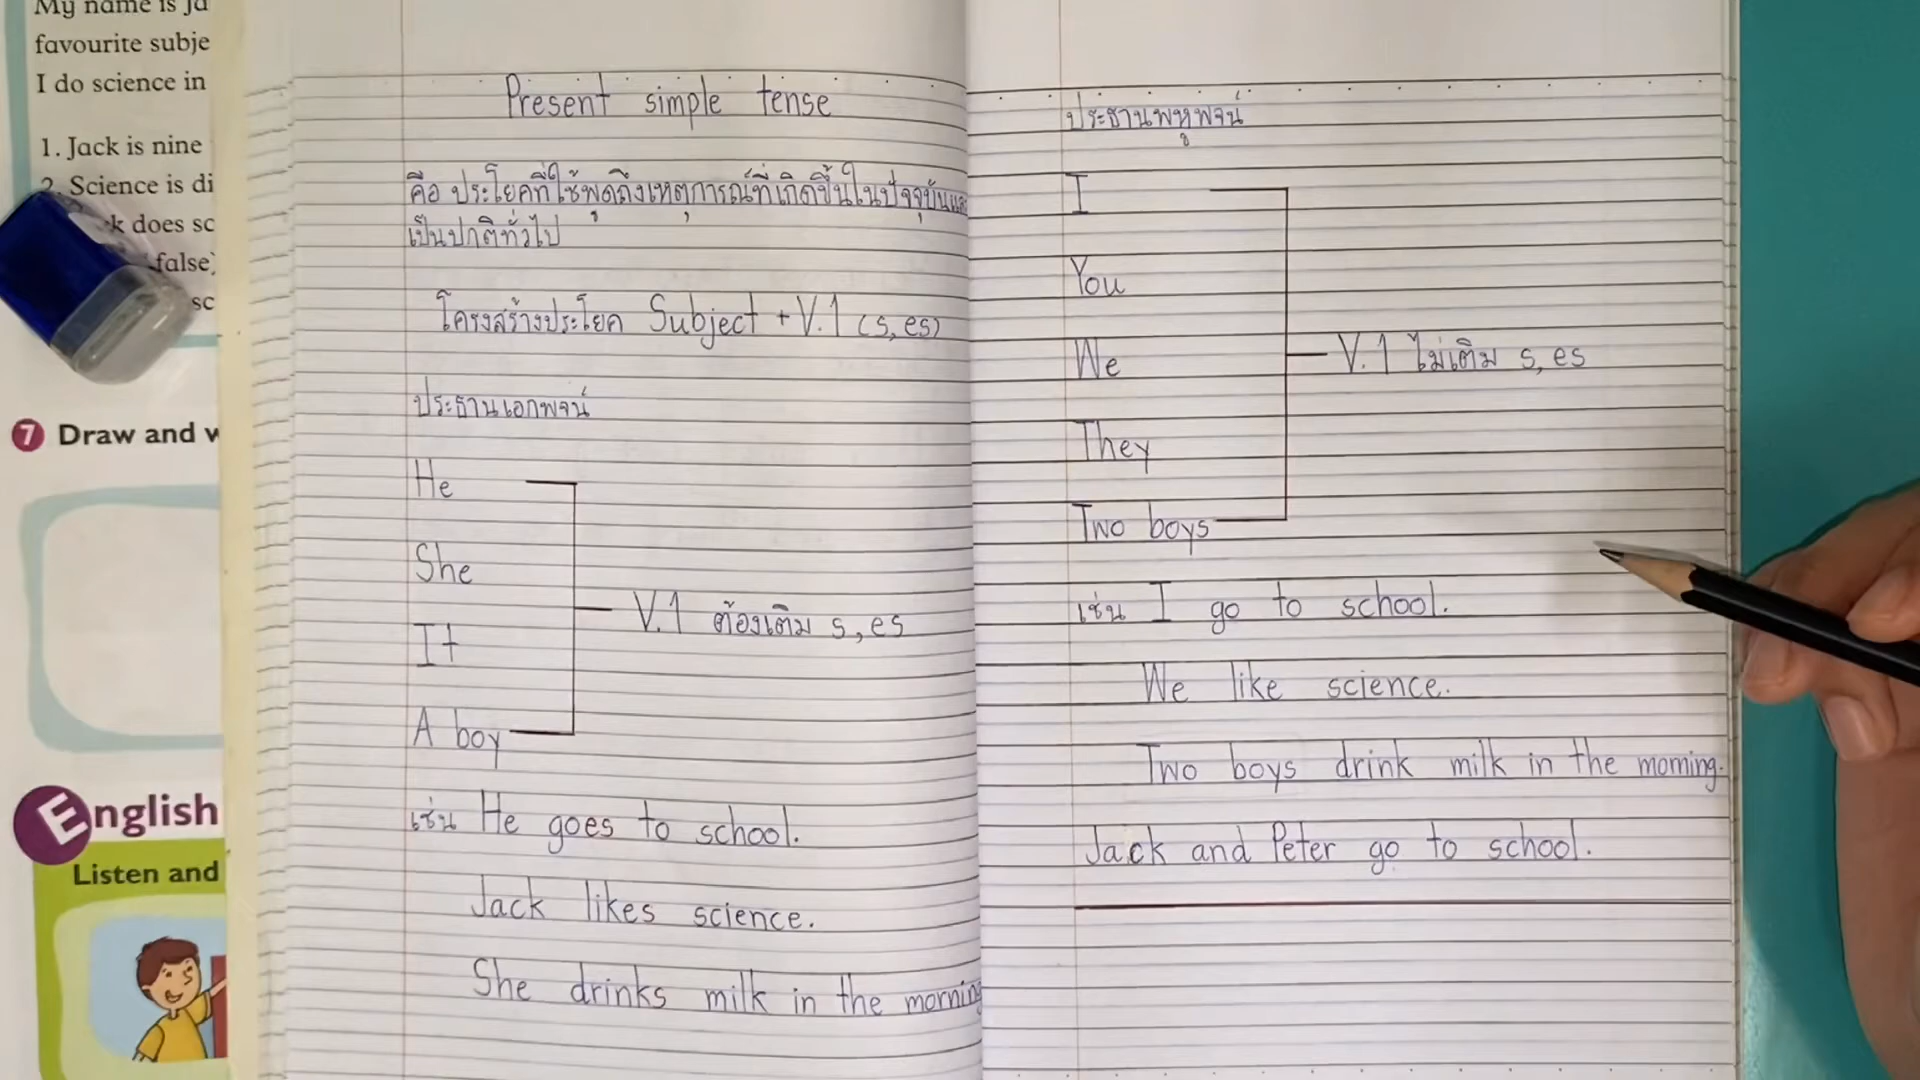 My name is Ja
favourite subje
I do science in
1. Jack is nine
2. Science is di
k does sc
false)
sc
7 Draw and w
English
Listen and
Present simple tense
คือ ประโยคที่ใช้พูดถึงเหตุการณ์ที่เกิดขึ้นในปัจจุบันและ
เป็นปกติทั่วไป
โครงสร้างประโยค Subject + V.1 (s, es)
ประธานเอกพจน์
He
She
It
A boy
V.1 ต้องเติม s, es
เช่น He goes to school.
Jack likes science.
She drinks milk in the morning
ประธานพหูพจน์
I
You
We
They
Two boys
V.1 ไม่เติม s, es
เช่น I go to school.
We like science.
Two boys drink milk in the morning.
Jack and Peter go to school.